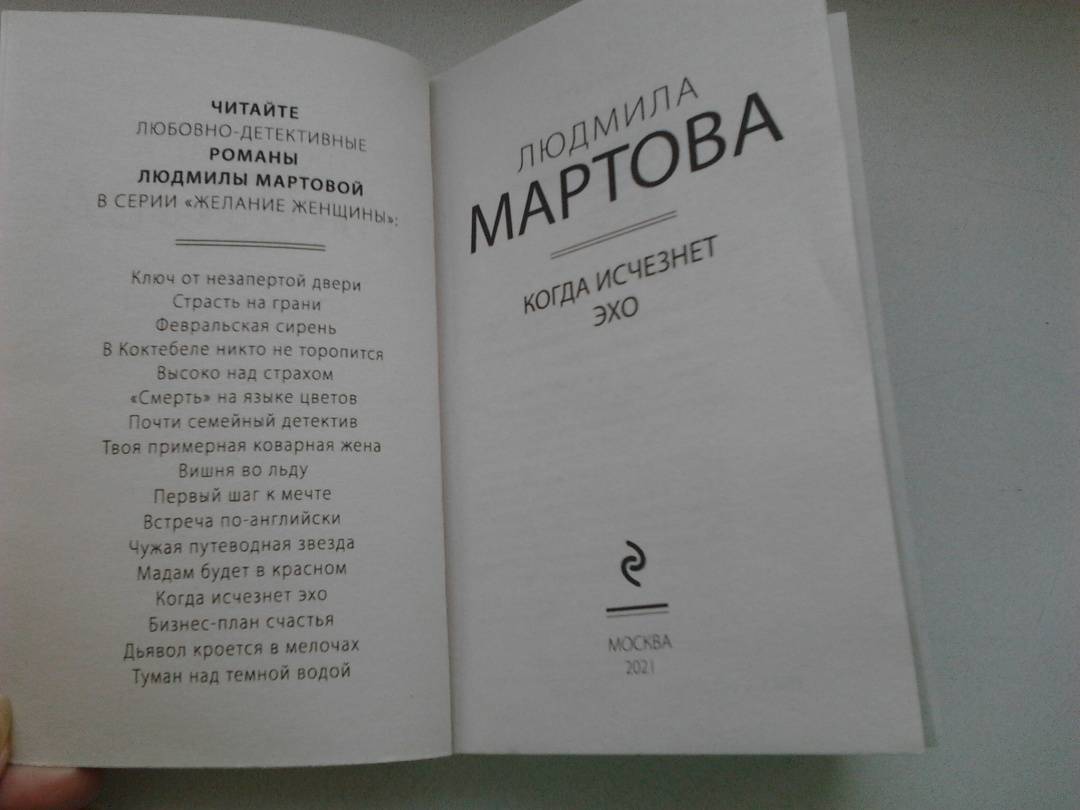 ЧИТАЙТЕ
ЛЮБОВНО-ДЕТЕКТИВНЫЕ
РОМАНЫ
ЛЮДМИЛЫ МАРТОВОЙ
В СЕРИИ «ЖЕЛАНИЕ ЖЕНЩИНЫ»:
Ключ от незапертой двери
Страсть на грани
Февральская сирень
В Коктебеле никто не торопится
Высоко над страхом
«Смерть» на языке цветов
Почти семейный детектив
Твоя примерная коварная жена
Вишня во льду
Первый шаг к мечте
Встреча по-английски
Чужая путеводная звезда
Мадам будет в красном
Когда исчезнет эхо
Бизнес-план счастья
Дьявол кроется в мелочах
Туман над темной водой
ЛЮДМИЛА
МАРТОВА
КОГДА ИСЧЕЗНЕТ
ЭХО
МОСКВА
2021